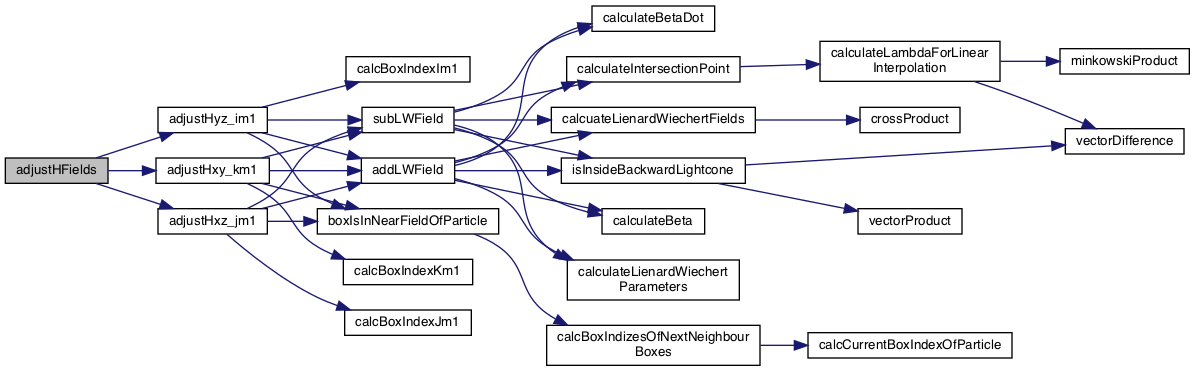 adjustHFields
adjustHyz_im1
adjustHxy_km1
adjustHxz_jm1
calcBoxIndexIm1
subLWField
addLWField
boxIsInNearFieldOfParticle
calcBoxIndexKm1
calcBoxIndexJm1
calculateBetaDot
calculateIntersectionPoint
calcuateLienardWiechertFields
isInsideBackwardLightcone
calculateBeta
calculateLienardWiechert
Parameters
calcBoxIndizesOfNextNeighbour
Boxes
calculateLambdaForLinear
Interpolation
crossProduct
vectorProduct
calcCurrentBoxIndexOfParticle
minkowskiProduct
vectorDifference